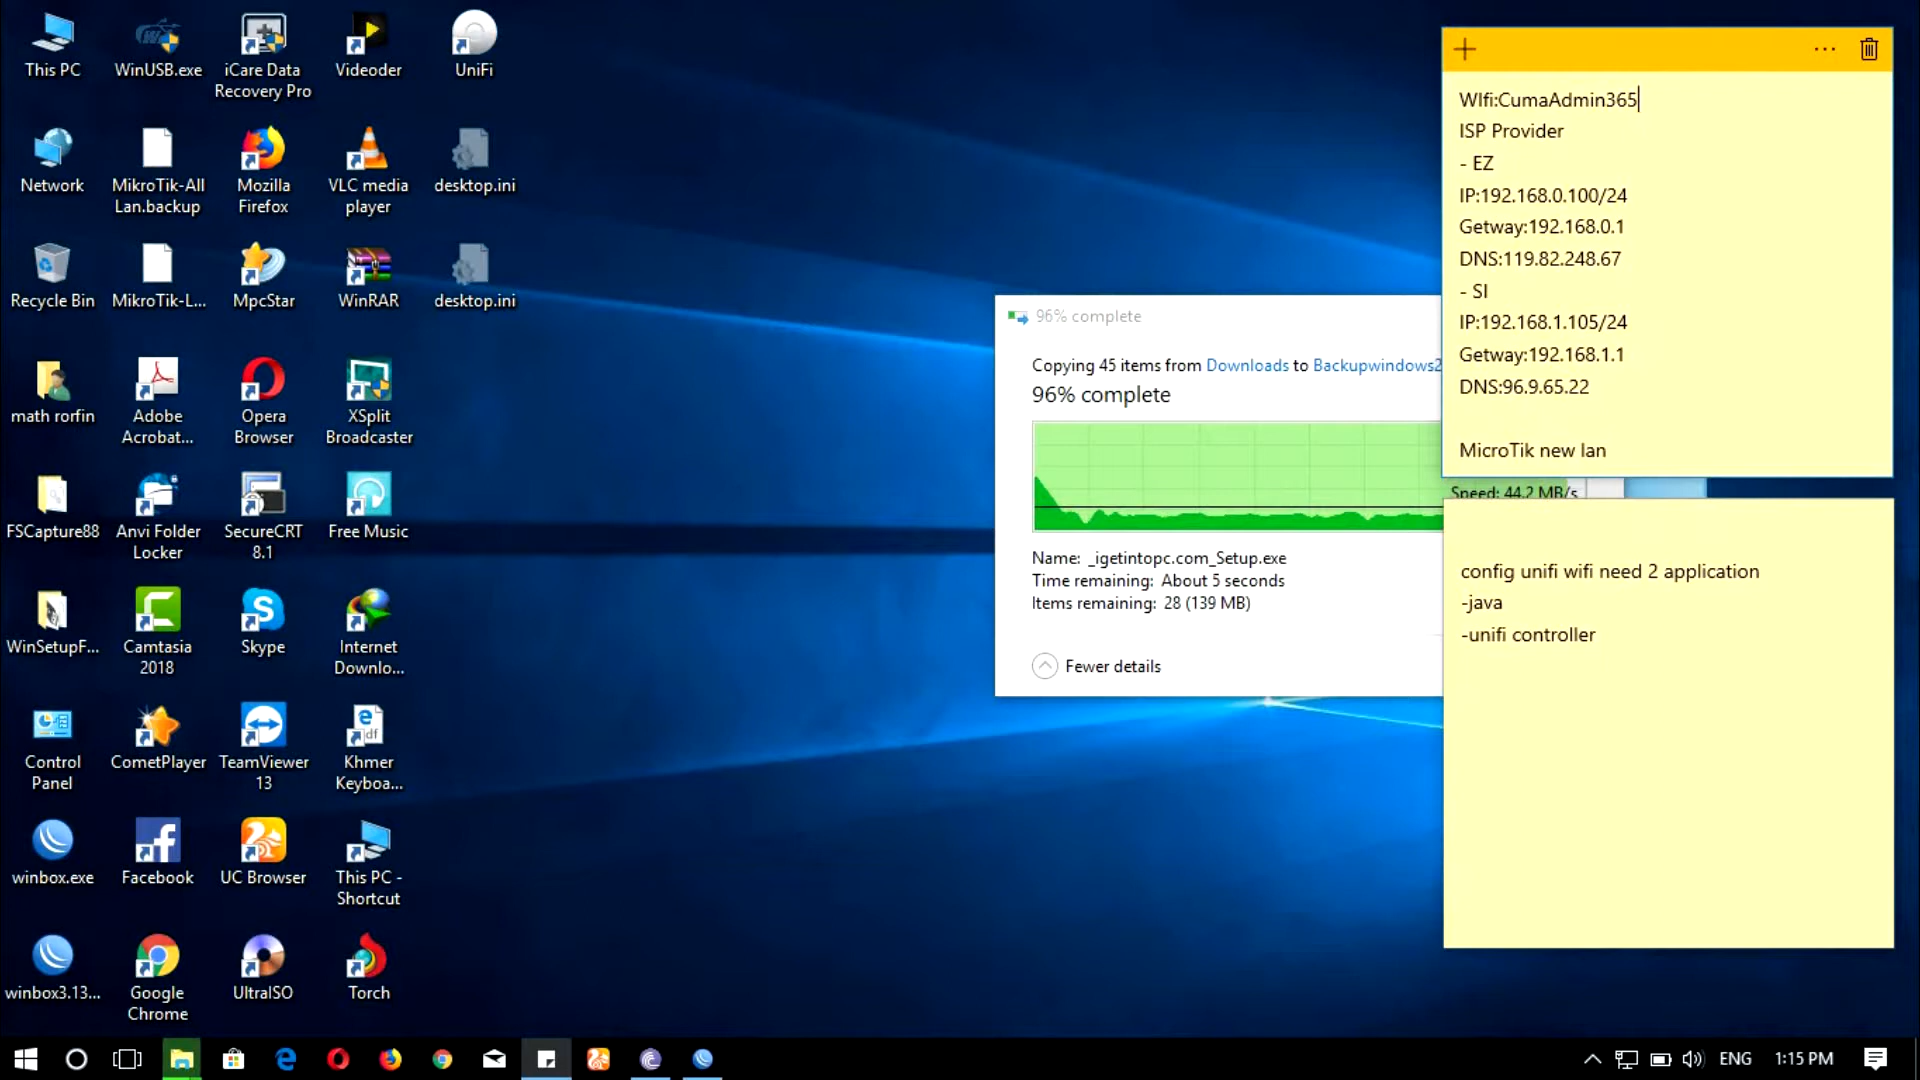 This PC
WinUSB.exe
iCare Data
Recovery Pro
Videoder
UniFi
Network
MikroTik-All
Lan.backup
Mozilla
Firefox
VLC media
player
desktop.ini
Recycle Bin
MikroTik-L...
MpcStar
WinRAR
desktop.ini
math rorfin
Adobe
Acrobat...
Opera
Browser
XSplit
Broadcaster
FSCapture88
Anvi Folder
Locker
SecureCRT
8.1
Free Music
WinSetupF...
Camtasia
2018
Skype
Internet
Downlo...
Control
Panel
CometPlayer
TeamViewer
13
Khmer
Keyboa...
winbox.exe
Facebook
UC Browser
This PC -
Shortcut
winbox3.13...
Google
Chrome
UltraISO
Torch
96% complete
Copying 45 items from Downloads to Backupwindows2
96% complete
Speed: 44.2 MB/s
Name: _igetintopc.com_Setup.exe
Time remaining: About 5 seconds
Items remaining: 28 (139 MB)
Fewer details
WIfi:CumaAdmin365
ISP Provider
- EZ
IP:192.168.0.100/24
Getway:192.168.0.1
DNS:119.82.248.67
- SI
IP:192.168.1.105/24
Getway:192.168.1.1
DNS:96.9.65.22
MicroTik new lan
config unifi wifi need 2 application
-java
-unifi controller
ENG
1:15 PM